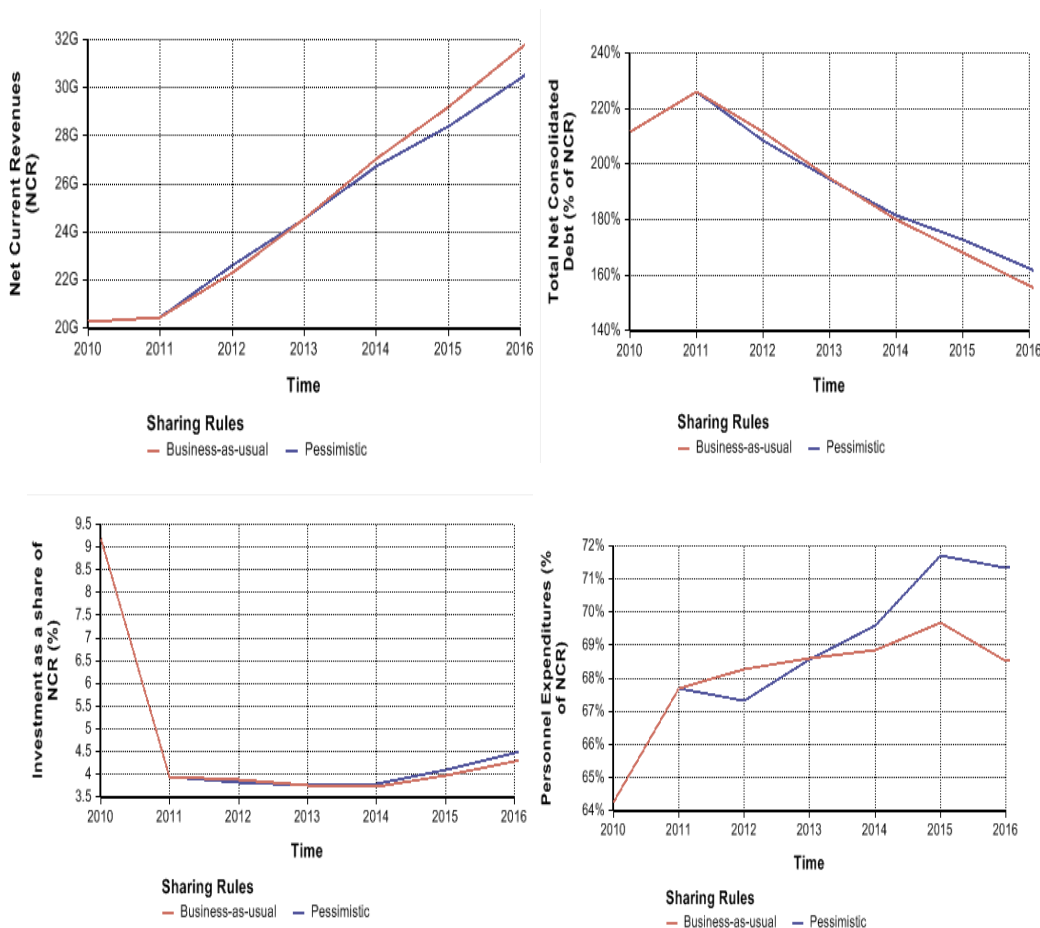 Net Current Revenues
(NCR)
32G
30G
28G
26G
24G
22G
20G
2010 2011 2012 2013 2014 2015 2016
Time
Sharing Rules
Business-as-usual Pessimistic
Total Net Consolidated
Debt (% of NCR)
240%
220%
200%
180%
160%
140%
2010 2011 2012 2013 2014 2015 2016
Time
Sharing Rules
Business-as-usual Pessimistic
Investment as a share of
NCR (%)
9.5
9
8.5
8
7.5
7
6.5
6
5.5
5
4.5
4
3.5
2010 2011 2012 2013 2014 2015 2016
Time
Sharing Rules
Business-as-usual Pessimistic
Personnel Expenditures (%
of NCR)
72%
71%
70%
69%
68%
67%
66%
65%
64%
2010 2011 2012 2013 2014 2015 2016
Time
Sharing Rules
Business-as-usual Pessimistic